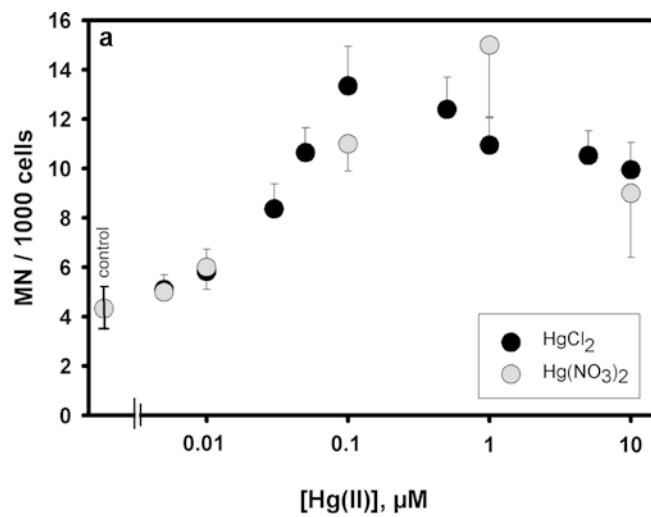 a
MN / 1000 cells
16
14
12
10
8
6
4
2
0
control
HgCl₂
Hg(NO₃)₂
0.01 0.1 1 10
[Hg(II)], µM